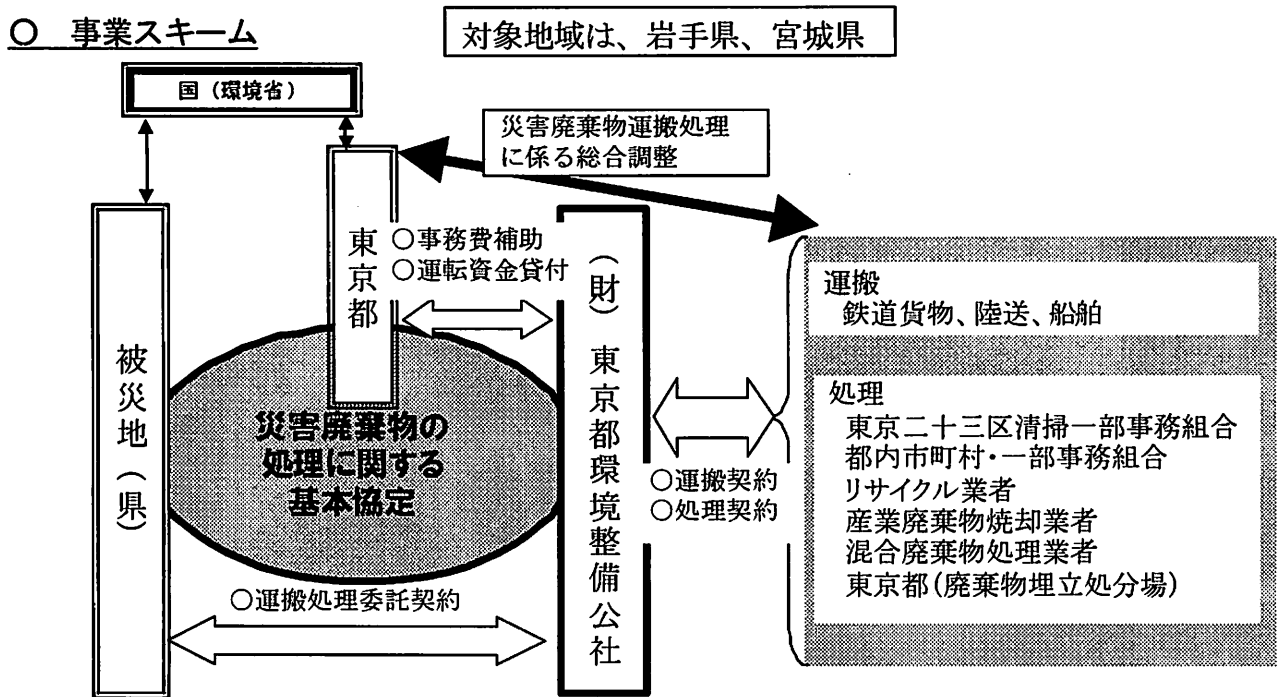 ○ 事業スキーム
対象地域は、岩手県、宮城県
国（環境省）
災害廃棄物運搬処理
に係る総合調整
東京都
○事務費補助
○運転資金貸付
被災地（県）
災害廃棄物の
処理に関する
基本協定
（財）東京都環境整備公社
○運搬処理委託契約
○運搬契約
○処理契約
運搬
鉄道貨物、陸送、船舶
処理
東京二十三区清掃一部事務組合
都内市町村・一部事務組合
リサイクル業者
産業廃棄物焼却業者
混合廃棄物処理業者
東京都（廃棄物埋立処分場）